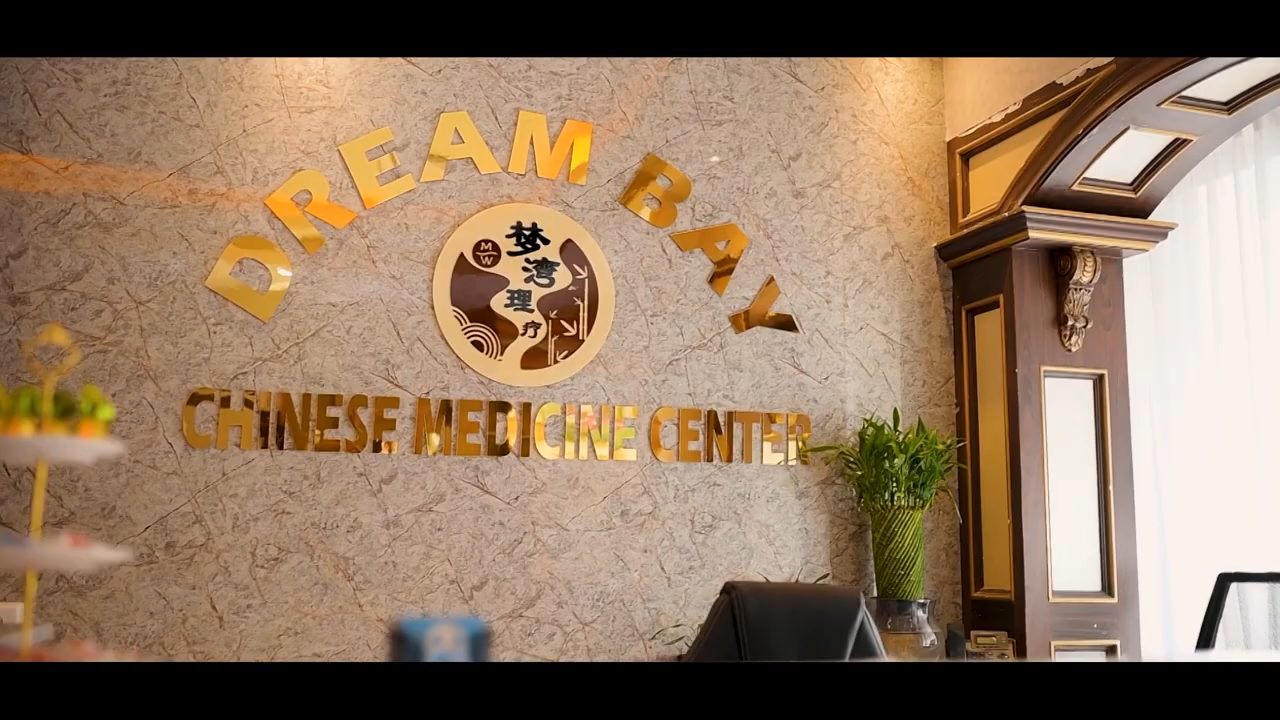 DREAM BAY
M
W
梦
湾
理
疗
CHINESE MEDICINE CENTER